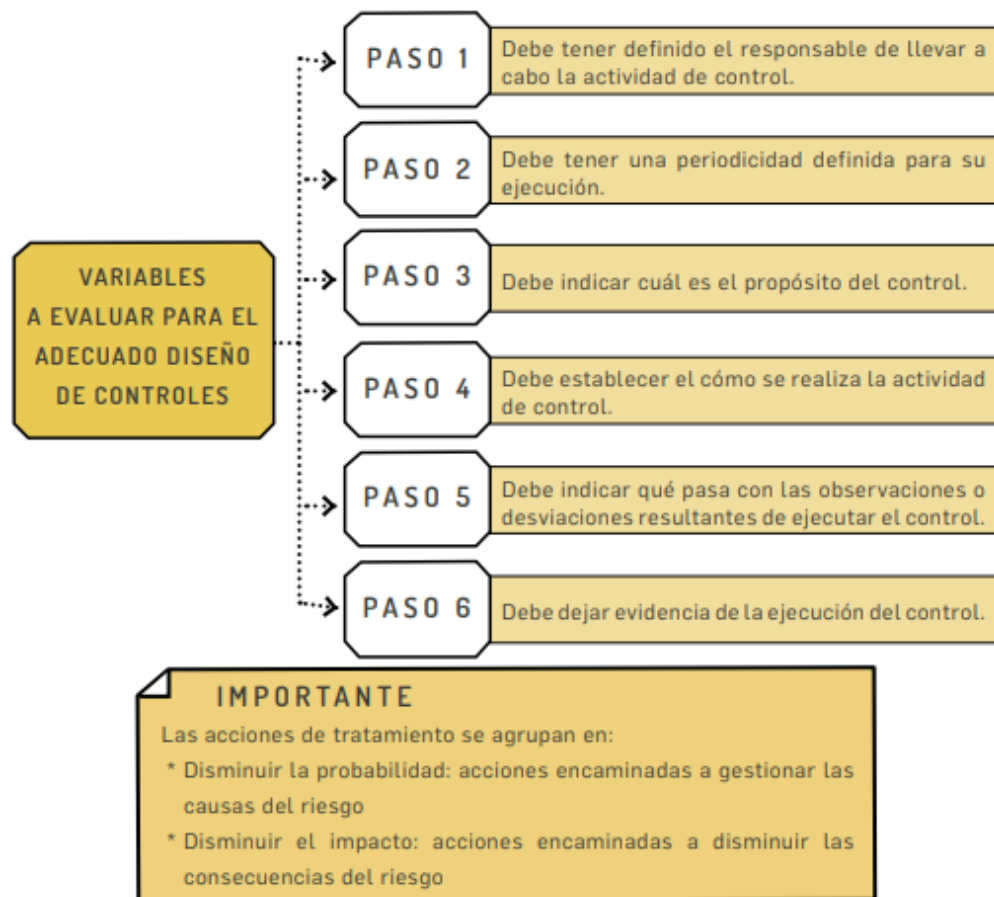 VARIABLES
A EVALUAR PARA EL
ADECUADO DISEÑO
DE CONTROLES
PASO 1
Debe tener definido el responsable de llevar a
cabo la actividad de control.
PASO 2
Debe tener una periodicidad definida para su
ejecución.
PASO 3
Debe indicar cuál es el propósito del control.
PASO 4
Debe establecer el cómo se realiza la actividad
de control.
PASO 5
Debe indicar qué pasa con las observaciones o
desviaciones resultantes de ejecutar el control.
PASO 6
Debe dejar evidencia de la ejecución del control.
IMPORTANTE
Las acciones de tratamiento se agrupan en:
* Disminuir la probabilidad: acciones encaminadas a gestionar las
causas del riesgo
* Disminuir el impacto: acciones encaminadas a disminuir las
consecuencias del riesgo